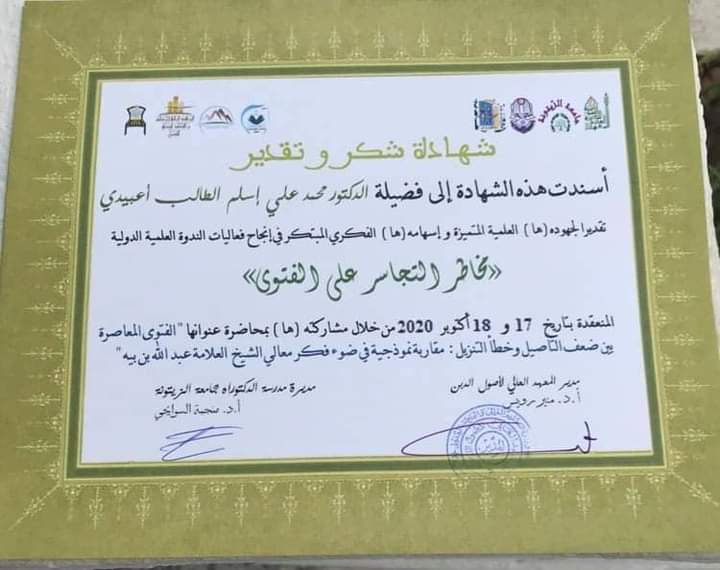 جامعة الزيتونة
شهادة شكر و تقدير
أسندت هذه الشهادة إلى فضيلة الدكتور محمد علي إسلم الطالب أعبيدي
تقديرا لجهوده (ها) العلمية المتميزة و إسهامه (ها) الفكري المبتكر في إنجاح فعاليات الندوة العلمية الدولية
«مخاطر التجاسر على الفتوى»
المنعقدة بتاريخ 17 و 18 أكتوبر 2020 من خلال مشاركته (ها) بمحاضرة عنوانها "الفتوى المعاصرة
بين ضعف التأصيل وخطأ التنزيل : مقاربة نموذجية في ضوء فكر معالي الشيخ العلامة عبد الله بن بيه"
مدير المعهد العالي لأصول الدين
أ.د. منير رويس
مديرة مدرسة الدكتوراه جامعة الزيتونة
أ.د. منجية السوايحي